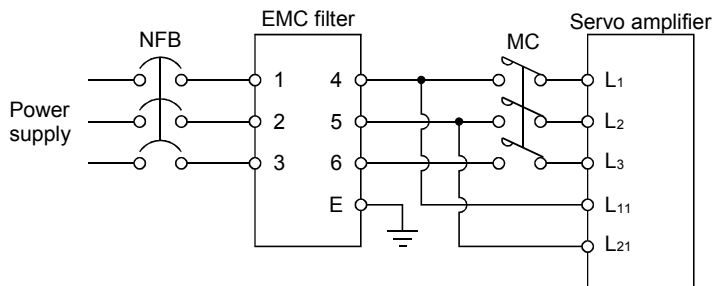 EMC filter
Servo amplifier
NFB
MC
Power
supply
1
4
L1
2
5
L2
3
6
L3
E
L11
L21